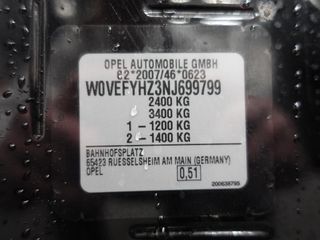 OPEL AUTOMOBILE GMBH
e2*2007/46*0623
W0VEFYHZ3NJ699799
2400 KG
3400 KG
1 – 1200 KG
2 – 1400 KG
BAHNHOFSPLATZ
65423 RUESSELSHEIM AM MAIN (GERMANY)
OPEL 0,51
200638795